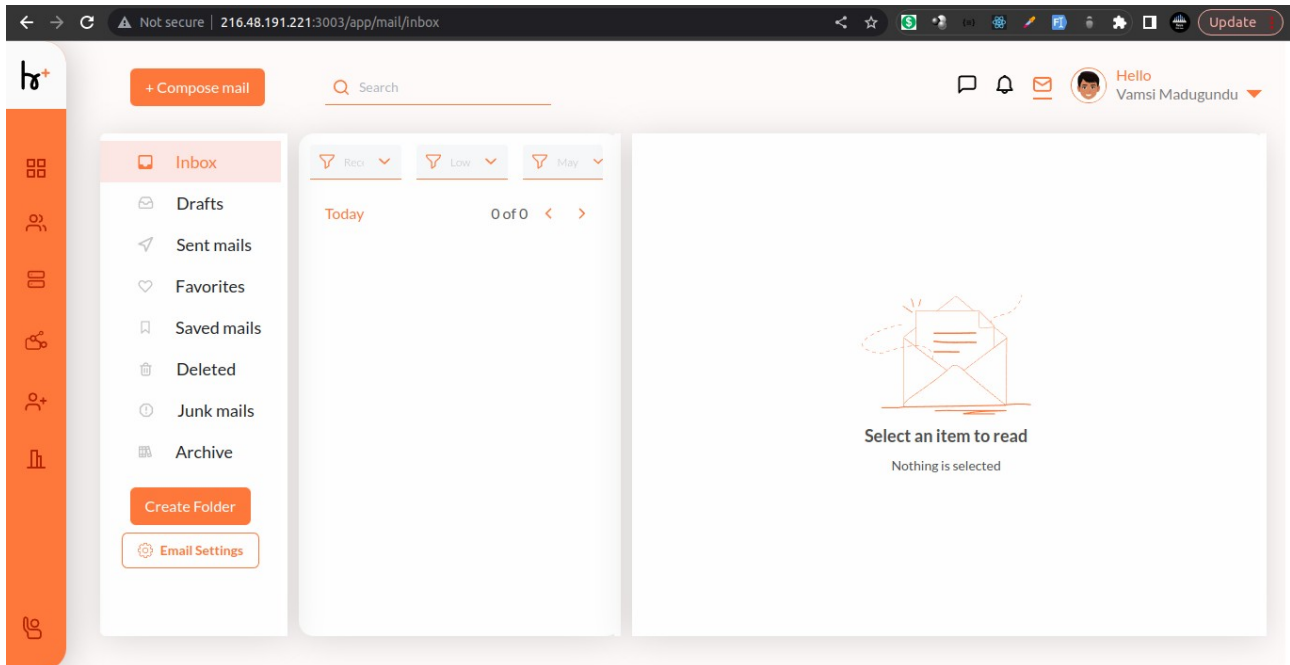 Not secure | 216.48.191.221:3003/app/mail/inbox
Update
+ Compose mail
Search
Hello
Vamsi Madugundu
Inbox
Drafts
Sent mails
Favorites
Saved mails
Deleted
Junk mails
Archive
Create Folder
Email Settings
Low
May
Today
0 of 0
Select an item to read
Nothing is selected